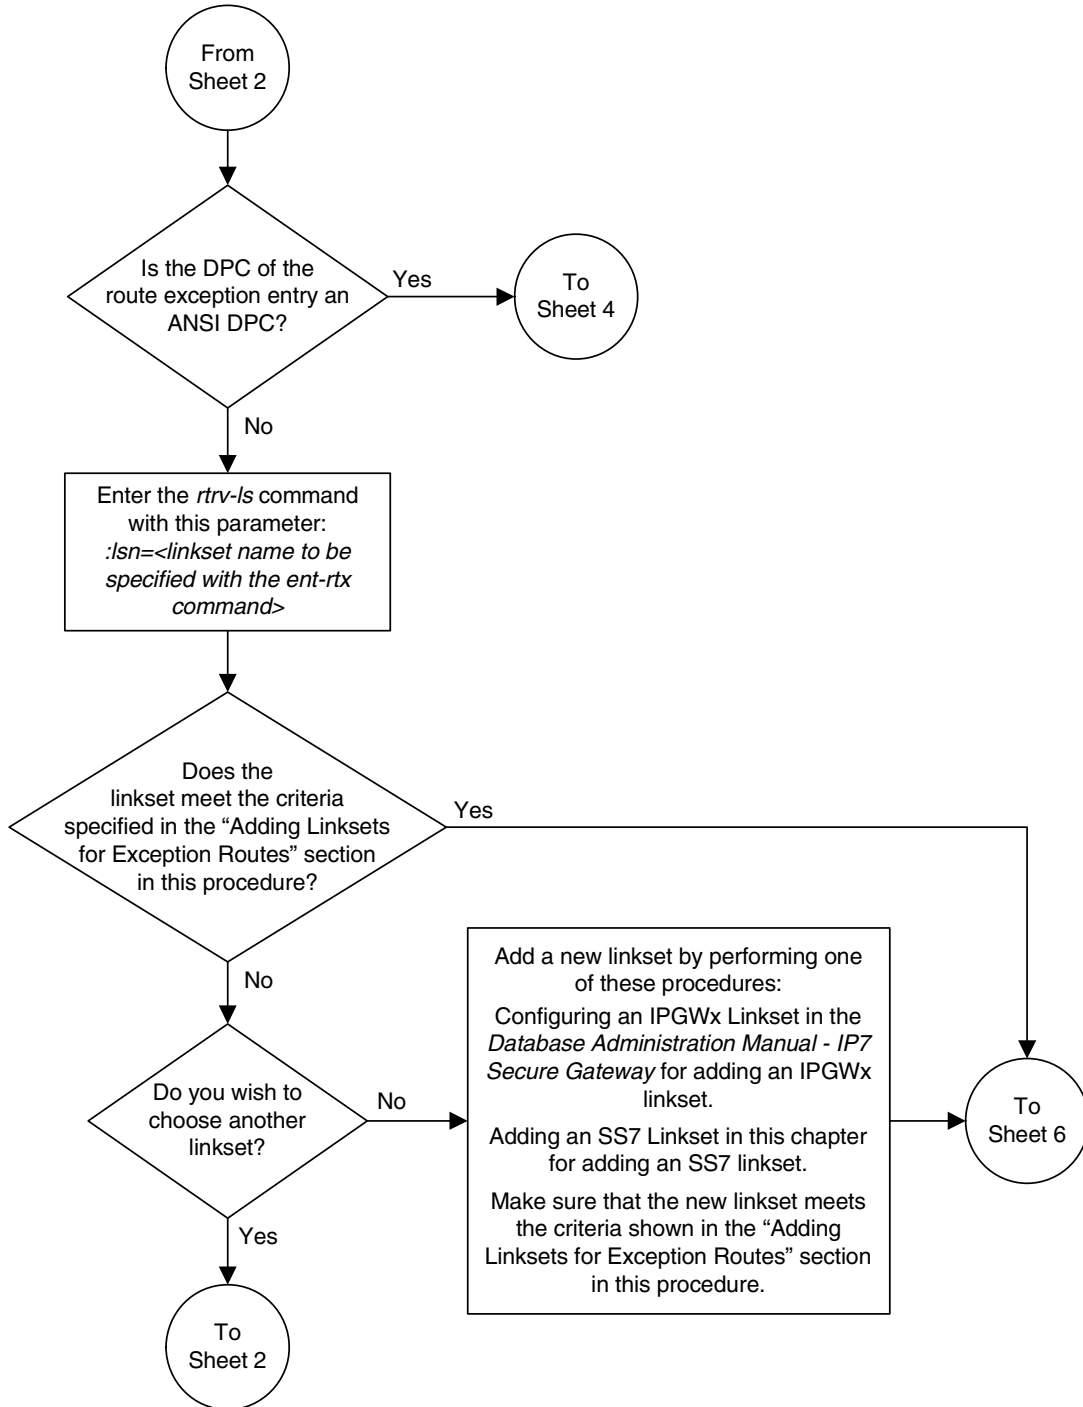 From
Sheet 2
Is the DPC of the
route exception entry an
ANSI DPC?
Yes
To
Sheet 4
No
Enter the rtrv-ls command
with this parameter:
:lsn=<linkset name to be
specified with the ent-rtx
command>
Does the
linkset meet the criteria
specified in the “Adding Linksets
for Exception Routes” section
in this procedure?
Yes
No
Do you wish to
choose another
linkset?
No
Add a new linkset by performing one
of these procedures:
Configuring an IPGWx Linkset in the
Database Administration Manual - IP7
Secure Gateway for adding an IPGWx
linkset.
Adding an SS7 Linkset in this chapter
for adding an SS7 linkset.
Make sure that the new linkset meets
the criteria shown in the “Adding
Linksets for Exception Routes” section
in this procedure.
To
Sheet 6
Yes
To
Sheet 2